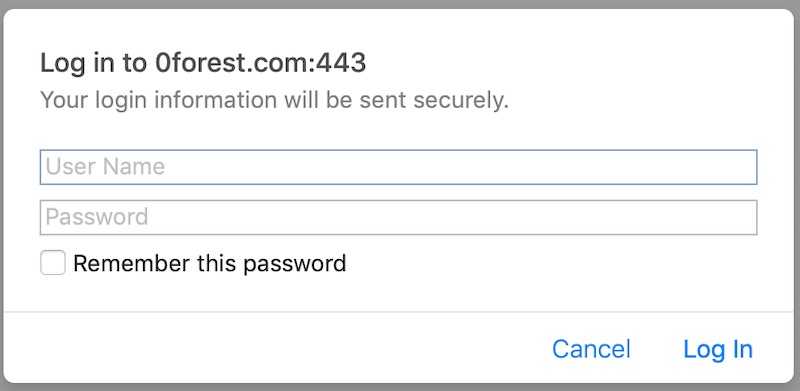 Log in to 0forest.com:443
Your login information will be sent securely.
User Name
Password
Remember this password
Cancel Log In